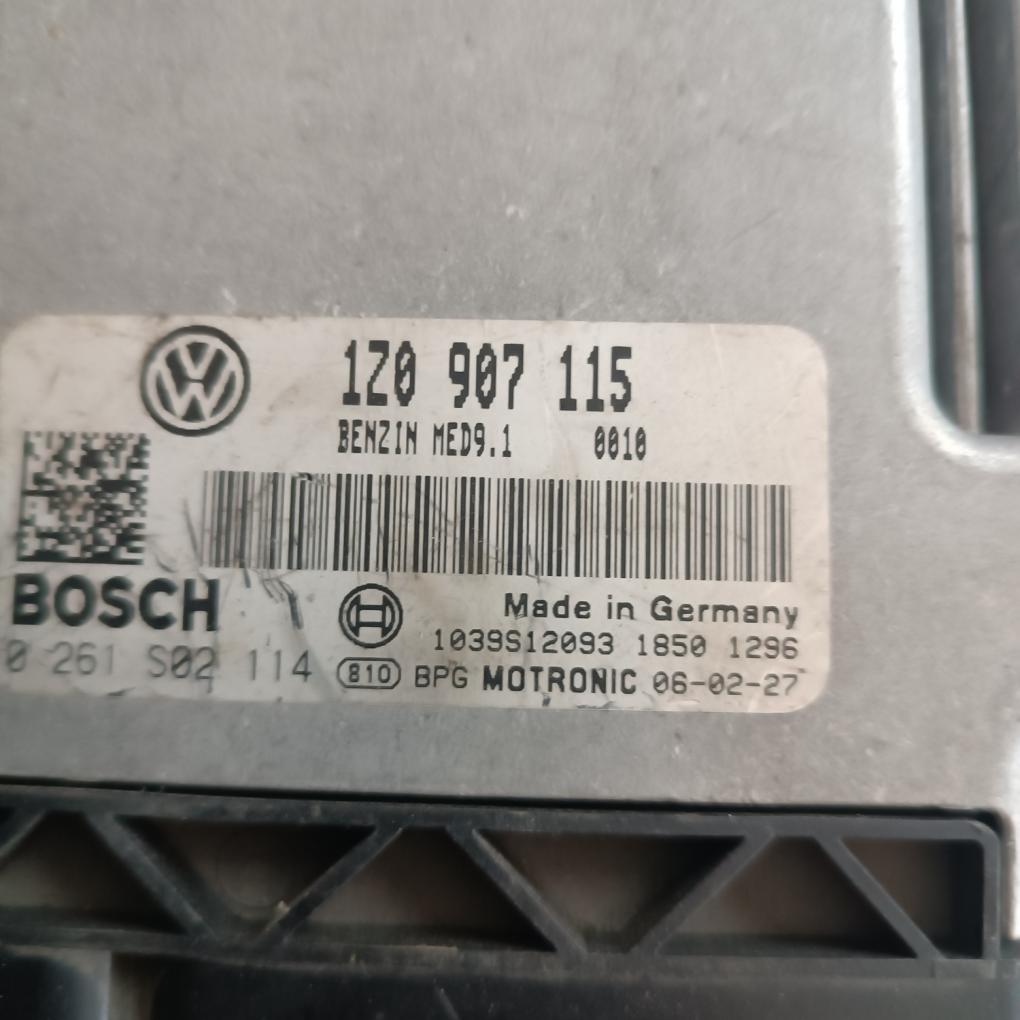 1Z0 907 115
BENZIN MED9.1 0010
BOSCH
Made in Germany
1039S12093 1850 1296
0 261 S02 114
810 BPG MOTRONIC 06-02-27